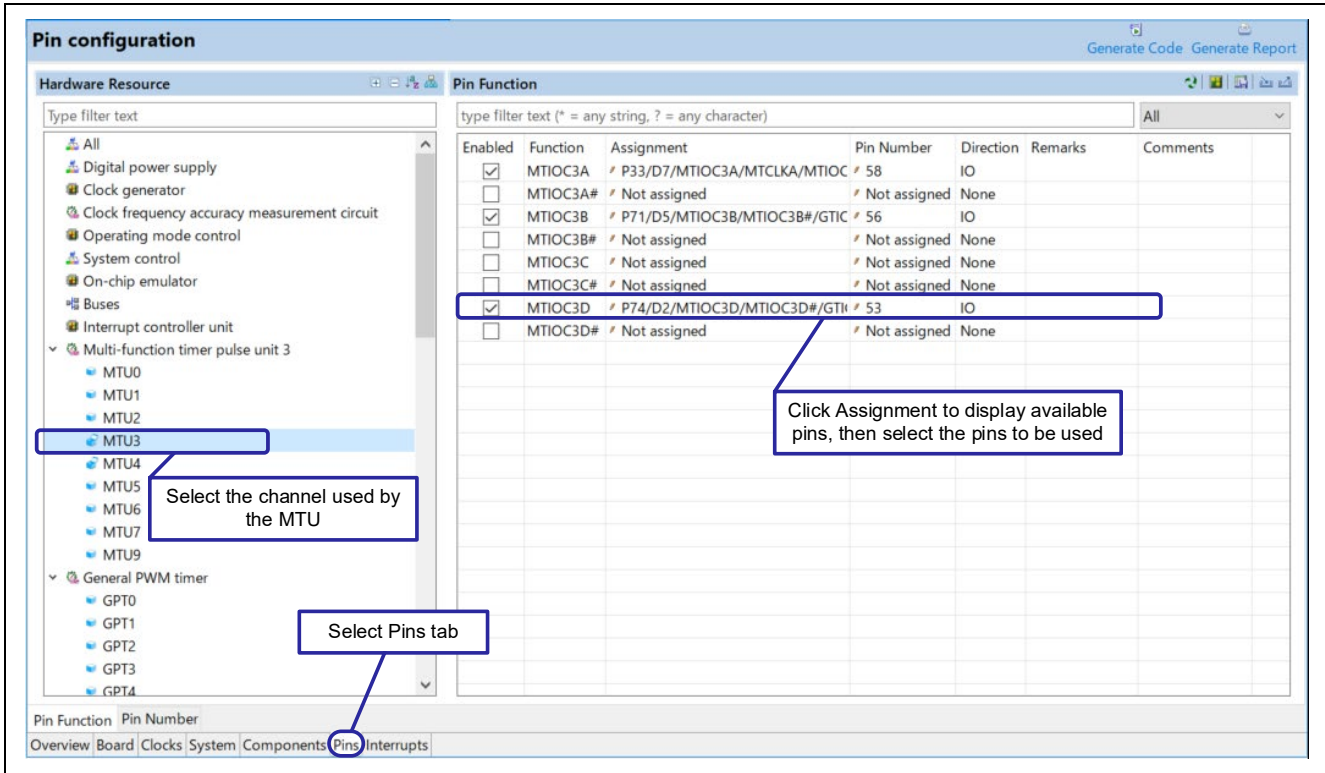 Pin configuration
Generate Code Generate Report
Hardware Resource
Pin Function
Type filter text
type filter text (* = any string, ? = any character)
All
All
Digital power supply
Clock generator
Clock frequency accuracy measurement circuit
Operating mode control
System control
On-chip emulator
Buses
Interrupt controller unit
Multi-function timer pulse unit 3
MTU0
MTU1
MTU2
MTU3
MTU4
MTU5
MTU6
MTU7
MTU9
General PWM timer
GPT0
GPT1
GPT2
GPT3
GPT4
Enabled Function Assignment Pin Number Direction Remarks Comments
MTIOC3A P33/D7/MTIOC3A/MTCLKA/MTIOC 58 IO
MTIOC3A# Not assigned Not assigned None
MTIOC3B P71/D5/MTIOC3B/MTIOC3B#/GTIC 56 IO
MTIOC3B# Not assigned Not assigned None
MTIOC3C Not assigned Not assigned None
MTIOC3C# Not assigned Not assigned None
MTIOC3D P74/D2/MTIOC3D/MTIOC3D#/GTI 53 IO
MTIOC3D# Not assigned Not assigned None
Click Assignment to display available
pins, then select the pins to be used
Select the channel used by
the MTU
Select Pins tab
Pin Function Pin Number
Overview Board Clocks System Components Pins Interrupts